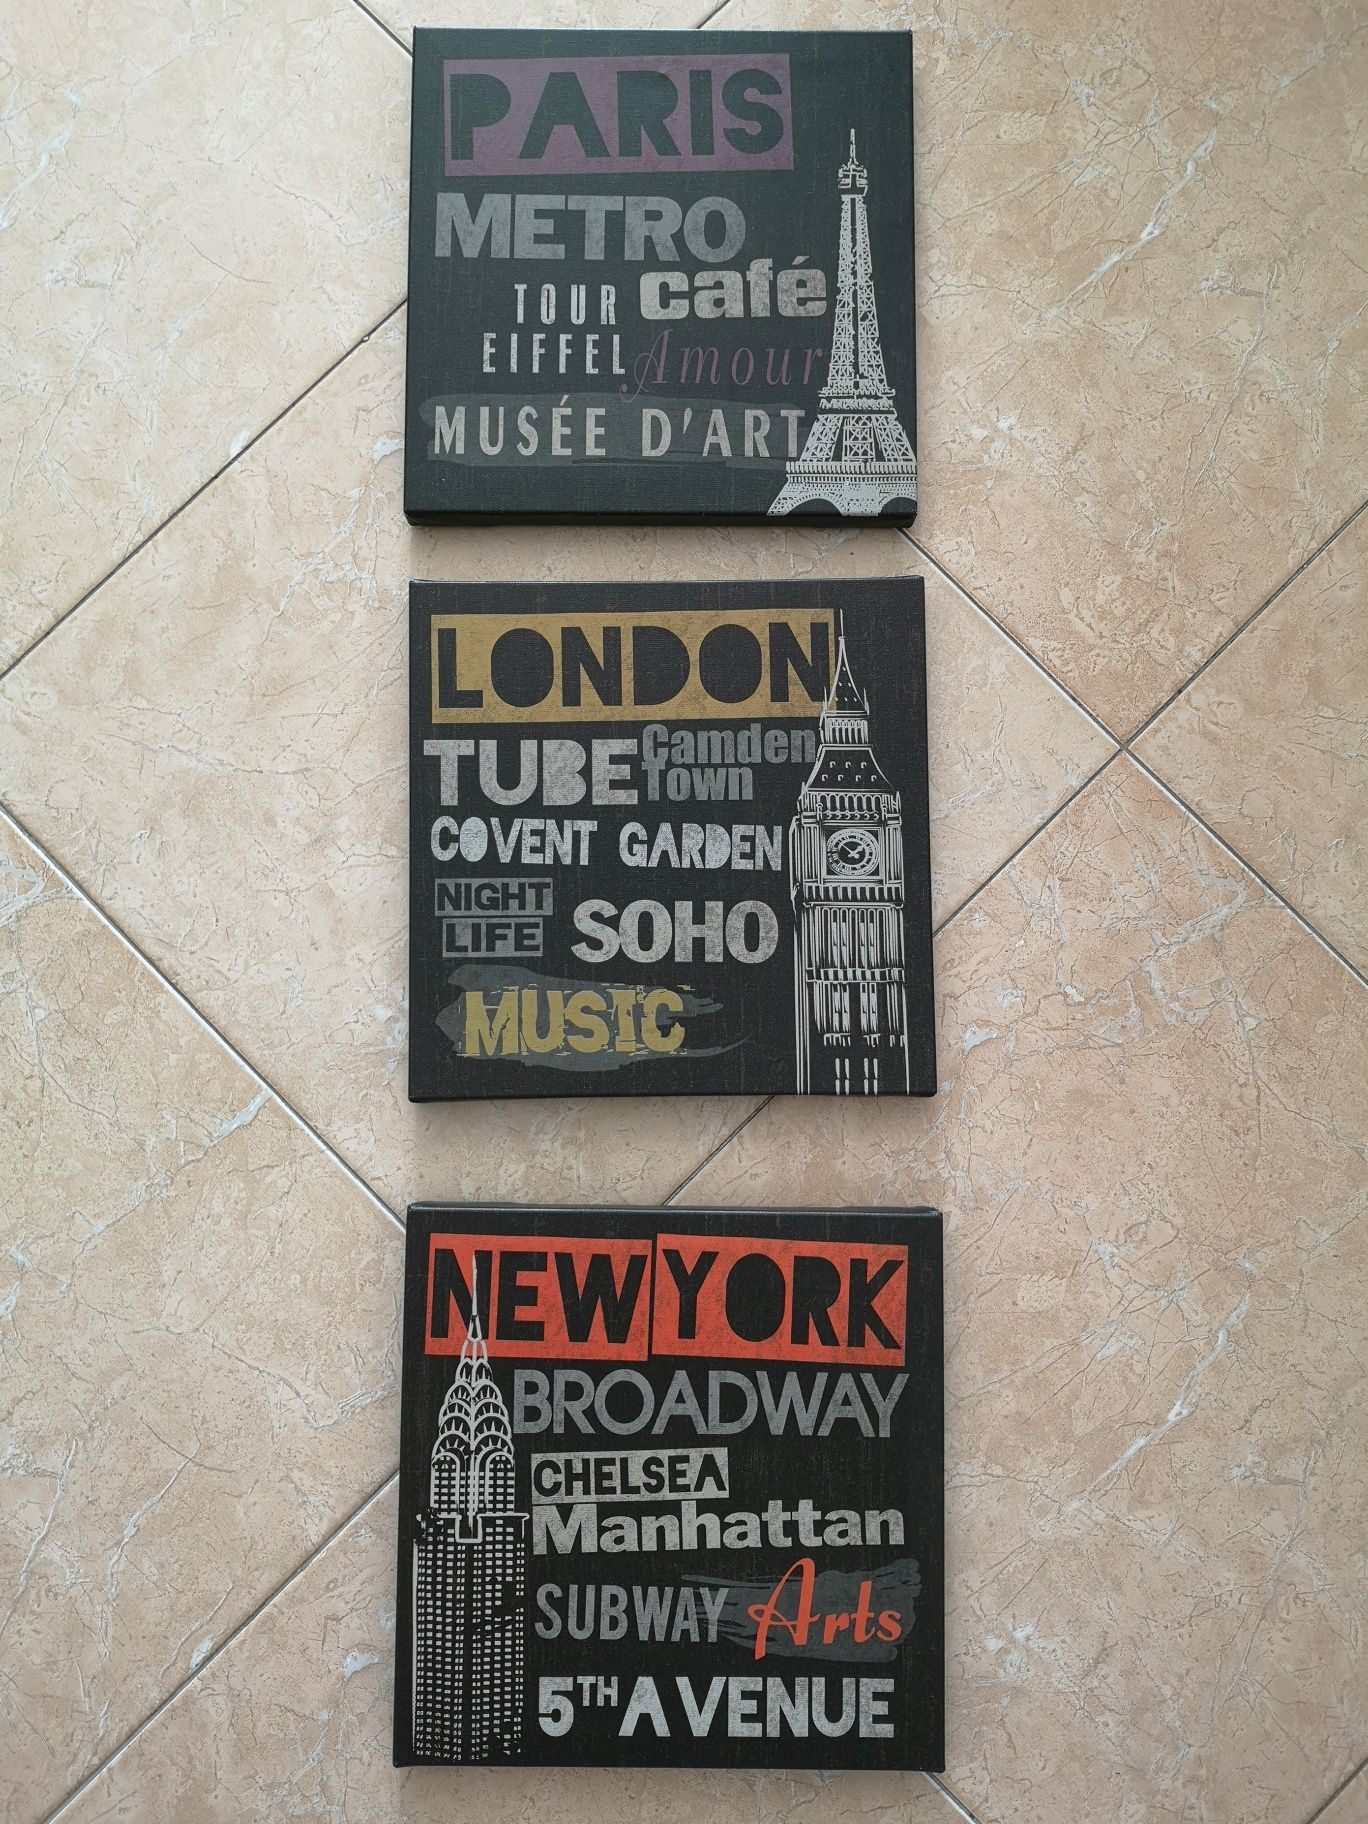 PARIS
METRO
café
TOUR
EIFFEL
Amour
MUSÉE D'ART
LONDON
TUBE
Camden
Town
COVENT GARDEN
NIGHT
LIFE
SOHO
MUSIC
NEW YORK
BROADWAY
CHELSEA
Manhattan
SUBWAY Arts
5TH AVENUE